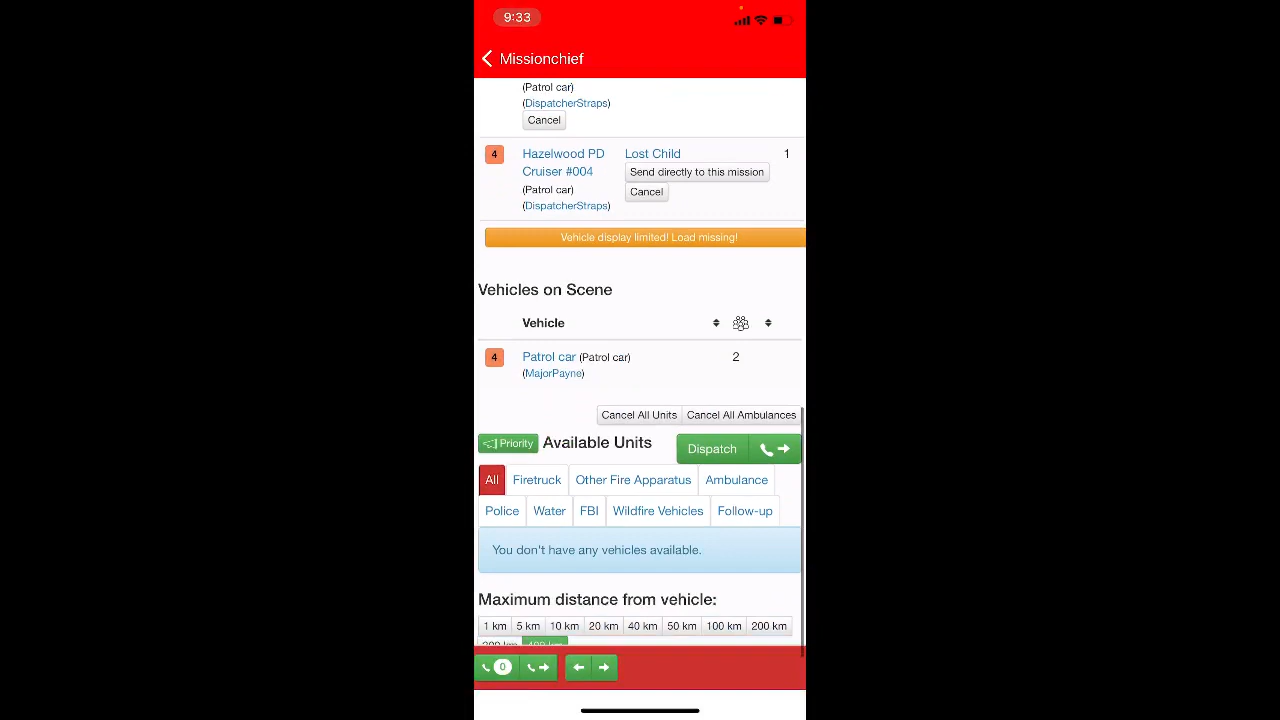 9:33
Missionchief
(Patrol car)
(DispatcherStraps)
Cancel
4 Hazelwood PD Lost Child 1
Cruiser #004 Send directly to this mission
(Patrol car) Cancel
(DispatcherStraps)
Vehicle display limited! Load missing!
Vehicles on Scene
Vehicle
4 Patrol car (Patrol car) 2
(MajorPayne)
Cancel All Units Cancel All Ambulances
Priority Available Units Dispatch
All Firetruck Other Fire Apparatus Ambulance
Police Water FBI Wildfire Vehicles Follow-up
You don't have any vehicles available.
Maximum distance from vehicle:
1 km 5 km 10 km 20 km 40 km 50 km 100 km 200 km
0